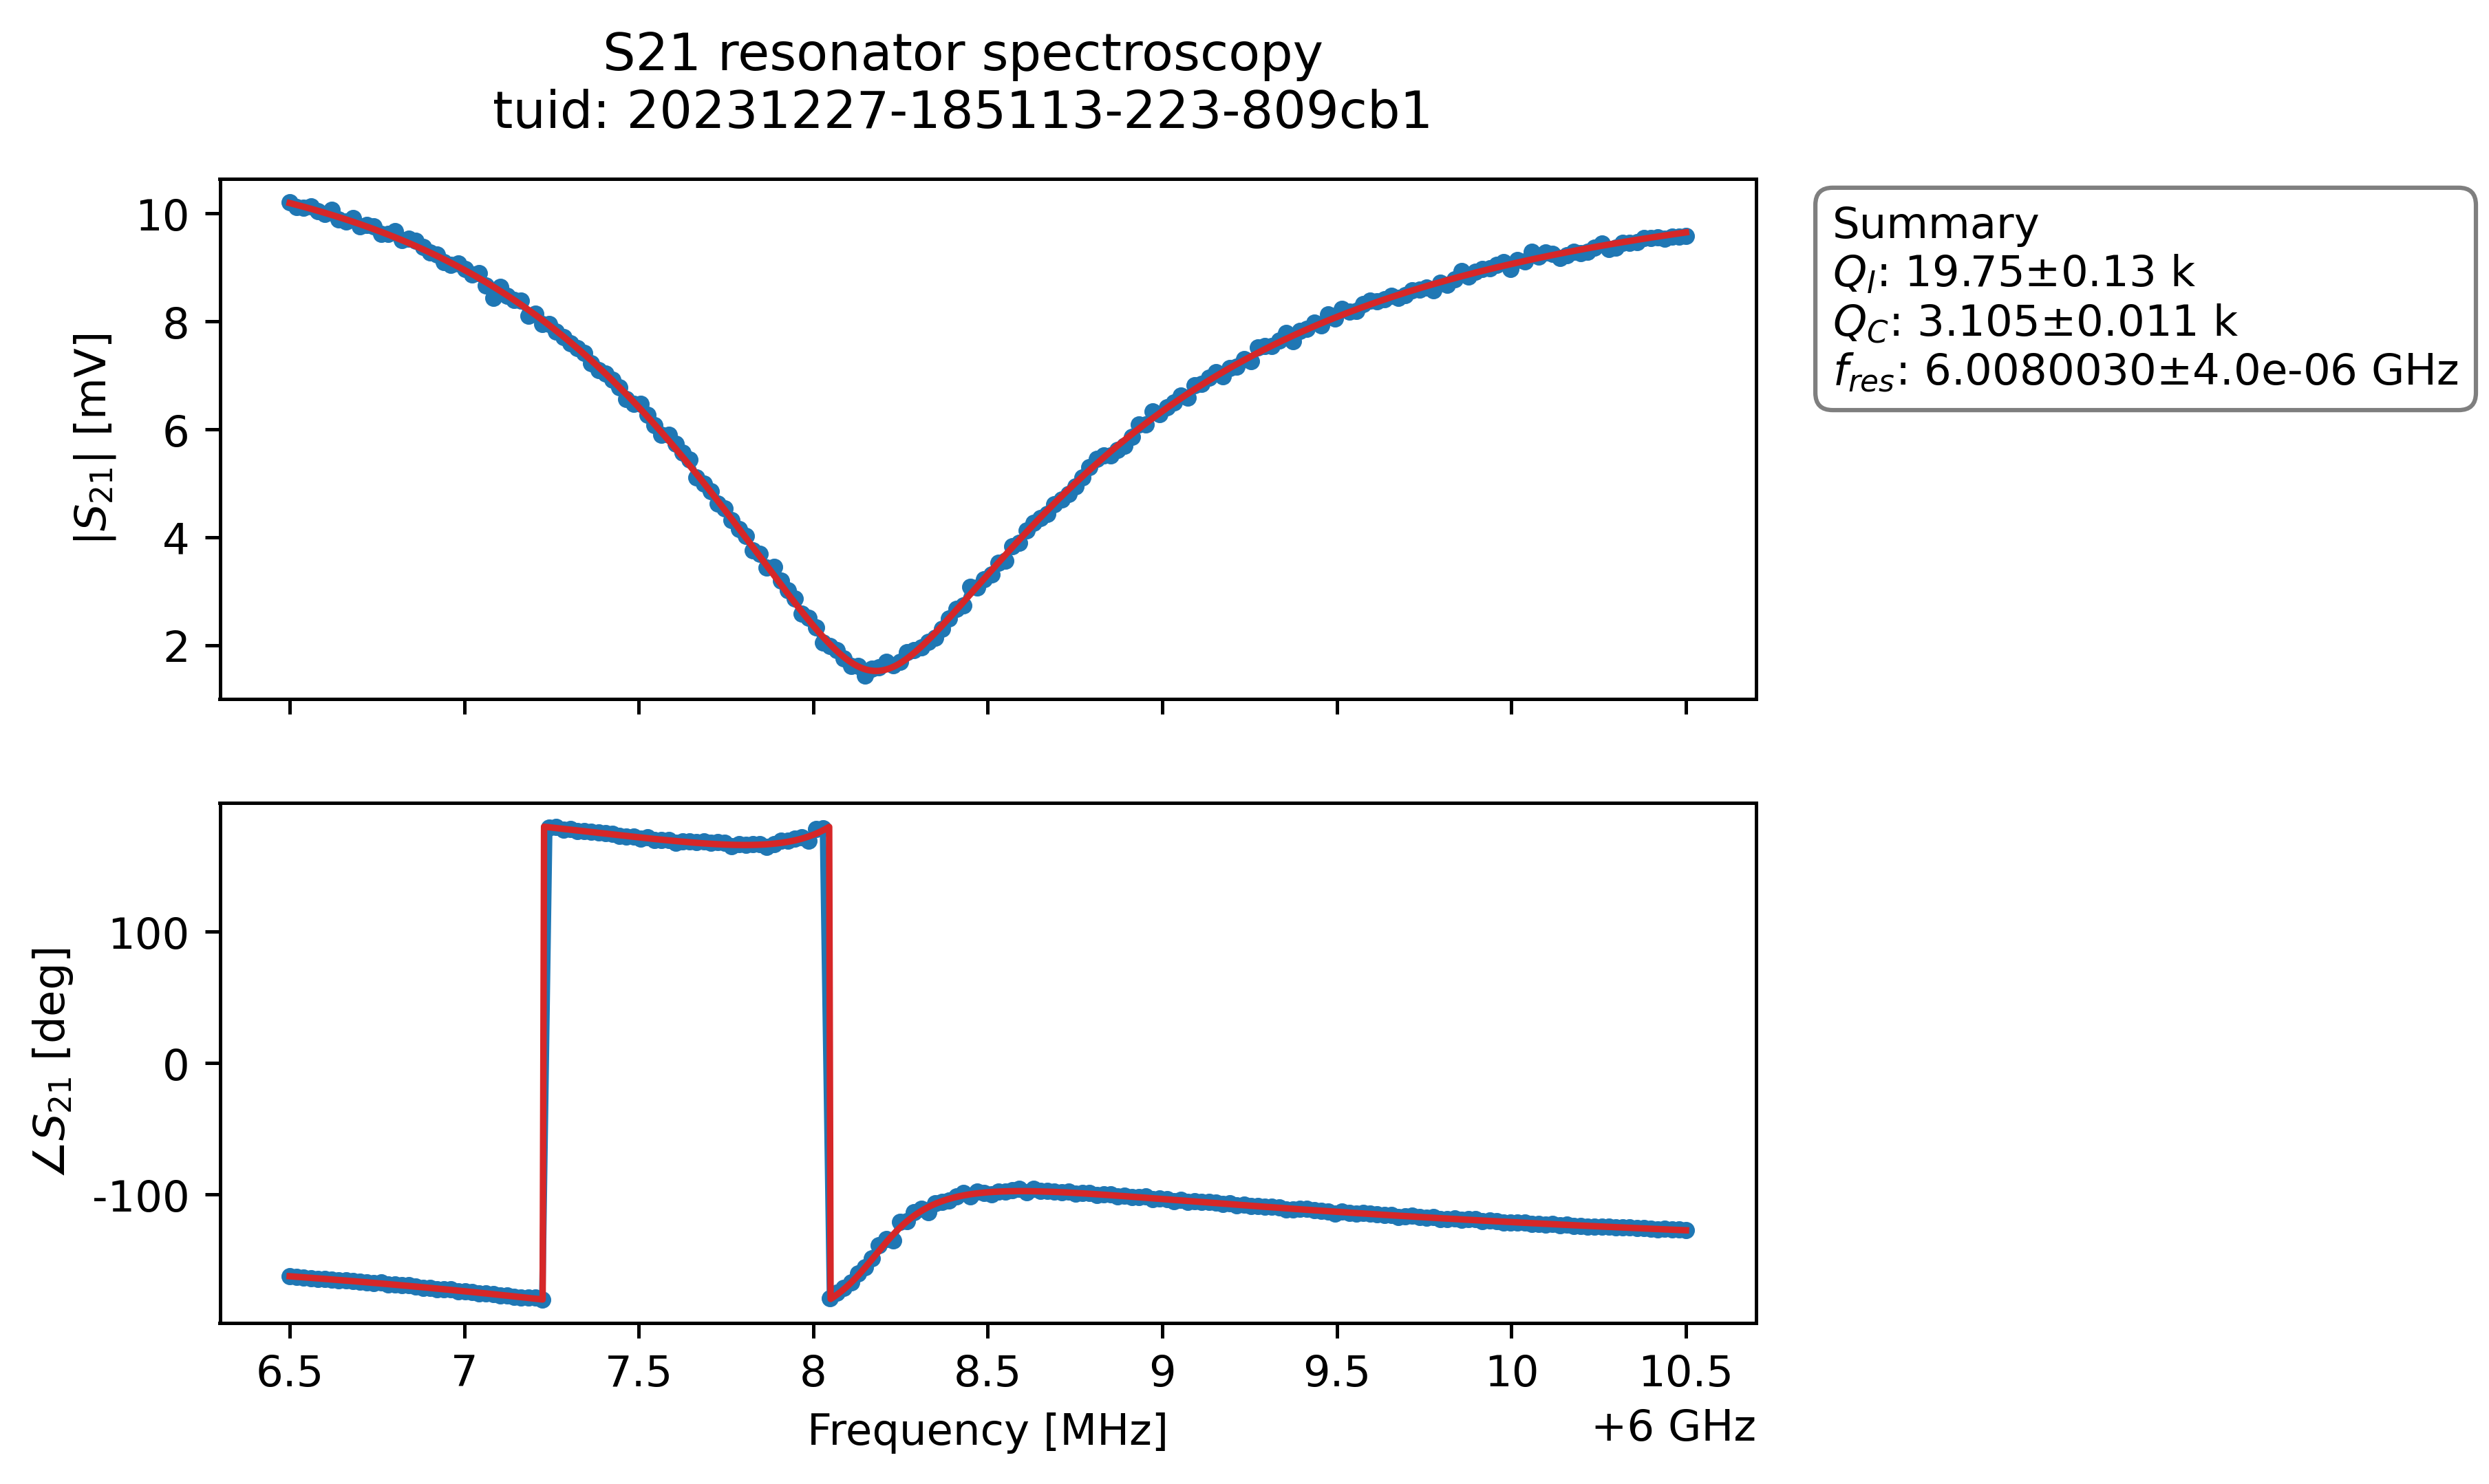 S21 resonator spectroscopy
tuid: 20231227-185113-223-809cb1
10
8
6
4
2
|S21| [mV]
Summary
QI: 19.75±0.13 k
QC: 3.105±0.011 k
fres: 6.0080030±4.0e-06 GHz
100
0
-100
∠S21 [deg]
6.5 7 7.5 8 8.5 9 9.5 10 10.5
Frequency [MHz]
+6 GHz